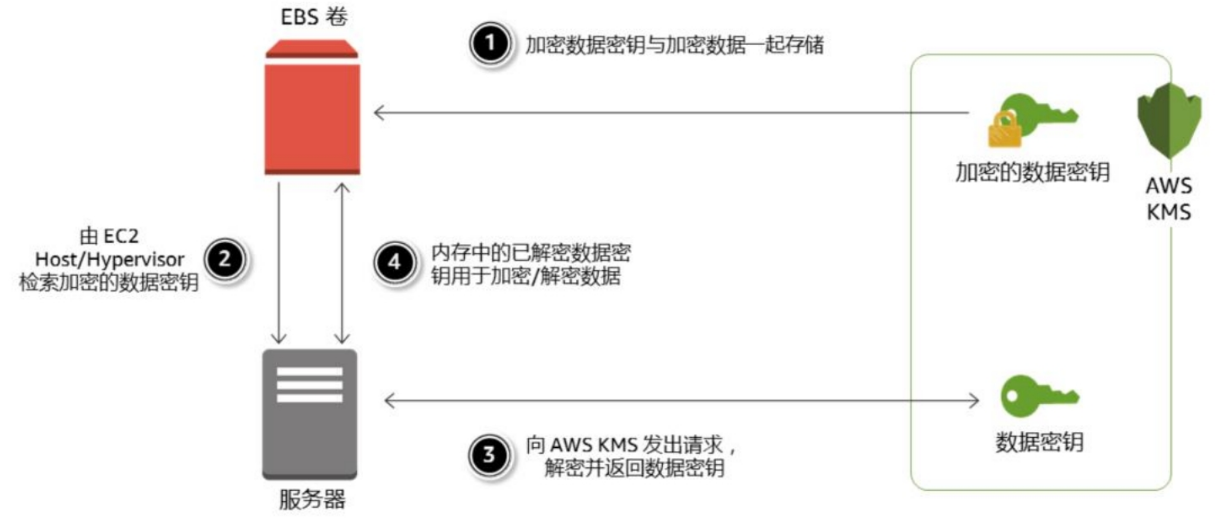 EBS 卷
1 加密数据密钥与加密数据一起存储
加密的数据密钥
AWS
KMS
由 EC2
Host/Hypervisor
检索加密的数据密钥
2
4
内存中的已解密数据密
钥用于加密/解密数据
3
向 AWS KMS 发出请求，
解密并返回数据密钥
数据密钥
服务器